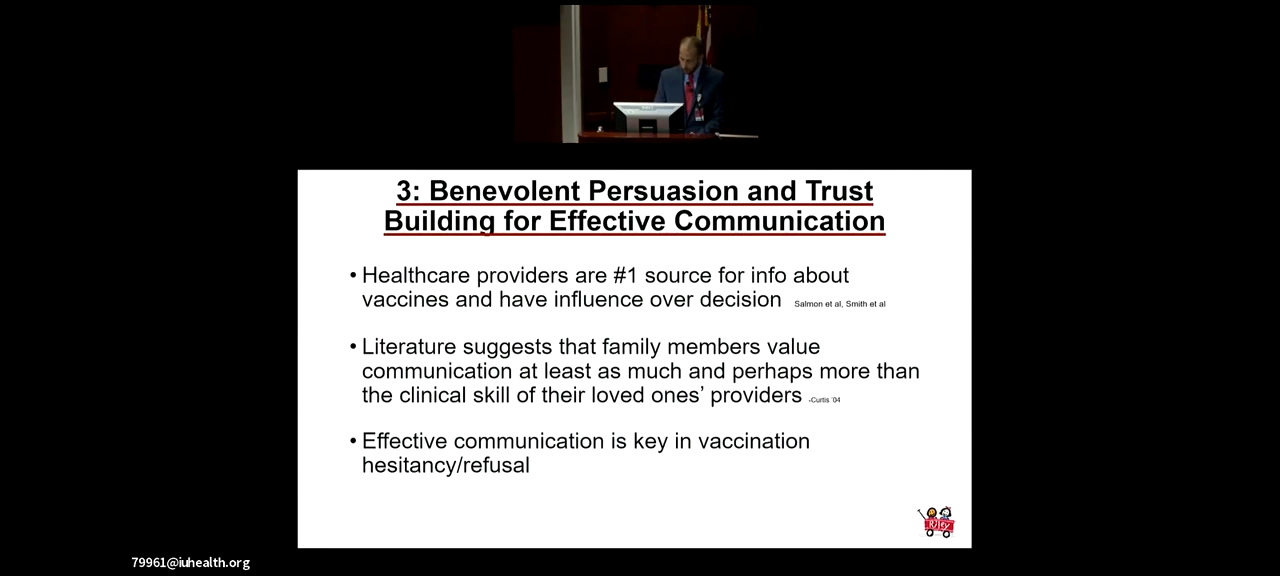 3: Benevolent Persuasion and Trust
Building for Effective Communication
• Healthcare providers are #1 source for info about
vaccines and have influence over decision Salmon et al, Smith et al
• Literature suggests that family members value
communication at least as much and perhaps more than
the clinical skill of their loved ones’ providers -Curtis ’04
• Effective communication is key in vaccination
hesitancy/refusal
Riley
79961@iuhealth.org